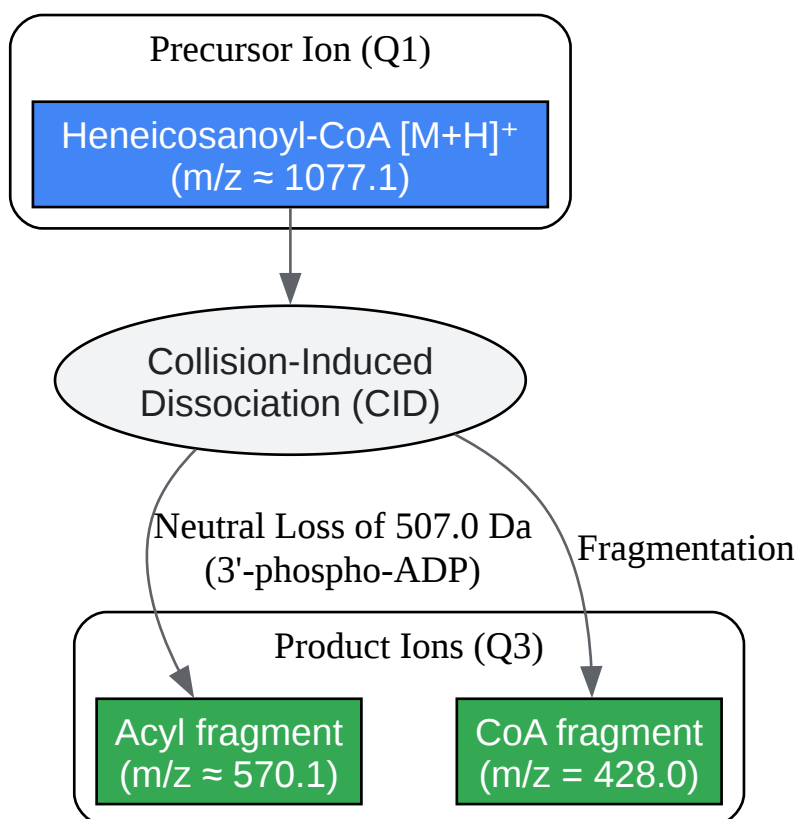 Precursor Ion (Q1)
Heneicosanoyl-CoA [M+H]⁺
(m/z ≈ 1077.1)
Collision-Induced
Dissociation (CID)
Neutral Loss of 507.0 Da
(3'-phospho-ADP)
Fragmentation
Product Ions (Q3)
Acyl fragment
(m/z ≈ 570.1)
CoA fragment
(m/z = 428.0)